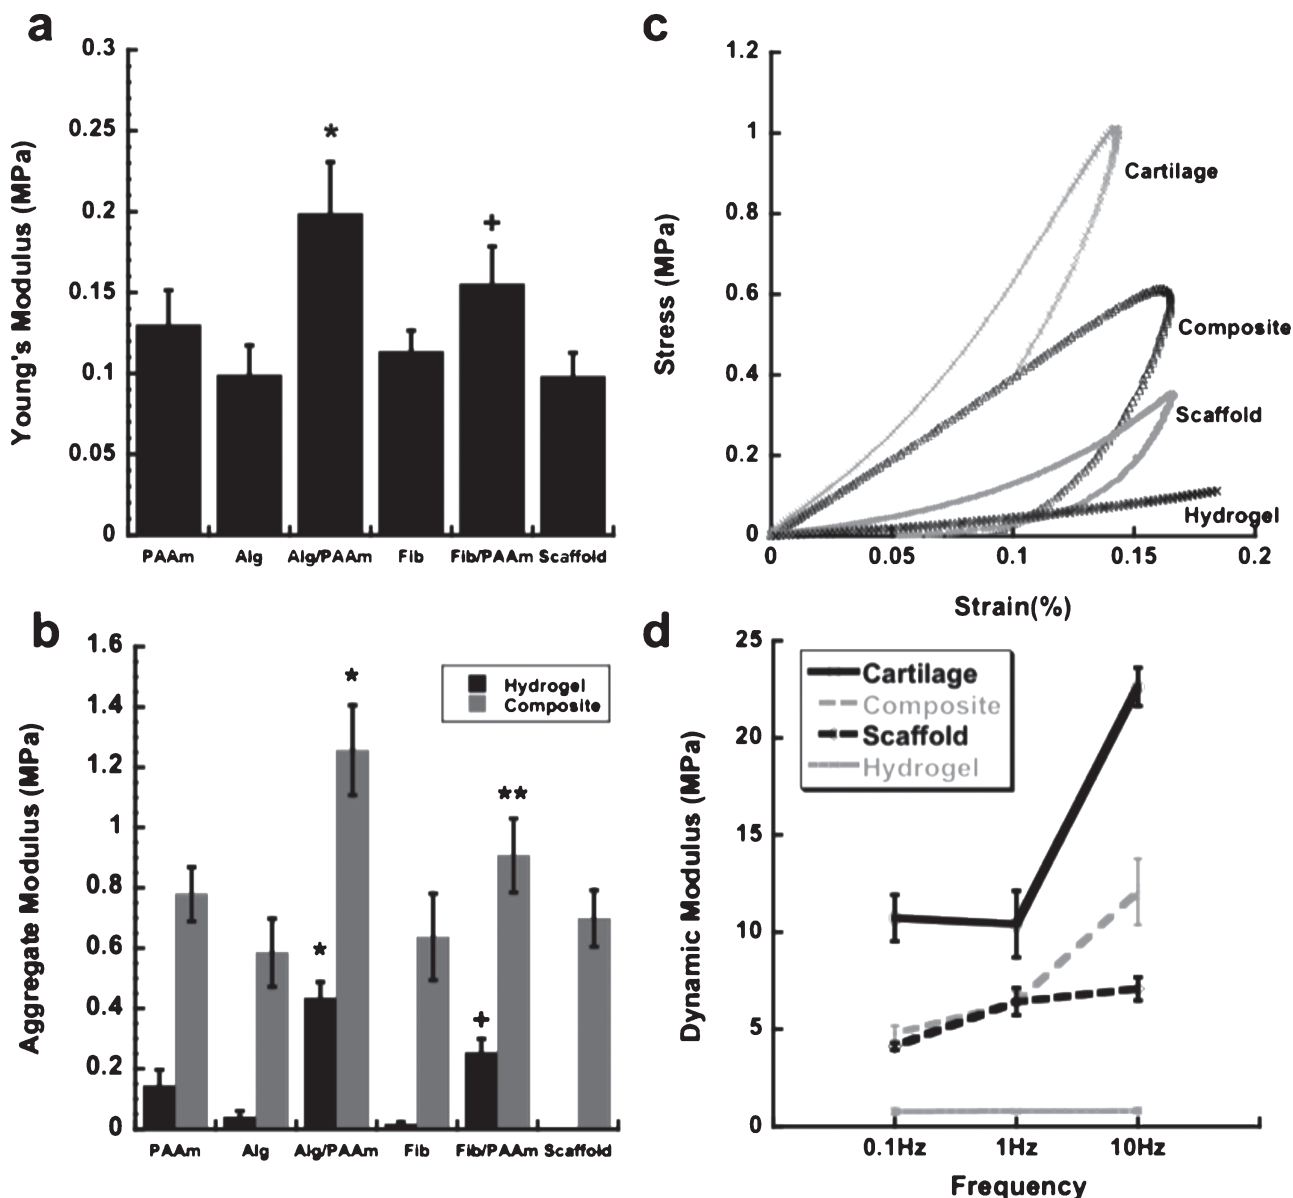 a
Young's Modulus (MPa)
0.3
0.25
0.2
0.15
0.1
0.05
0
*
+
PAAm Alg Alg/PAAm Fib Fib/PAAm Scaffold
c
Stress (MPa)
1.2
1
0.8
0.6
0.4
0.2
0
Cartilage
Composite
Scaffold
Hydrogel
0 0.05 0.1 0.15 0.2
Strain(%)
b
Aggregate Modulus (MPa)
1.6
1.4
1.2
1
0.8
0.6
0.4
0.2
0
Hydrogel
Composite
*
**
*
+
PAAm Alg Alg/PAAm Fib Fib/PAAm Scaffold
d
Dynamic Modulus (MPa)
25
20
15
10
5
0
Cartilage
Composite
Scaffold
Hydrogel
0.1Hz 1Hz 10Hz
Frequency